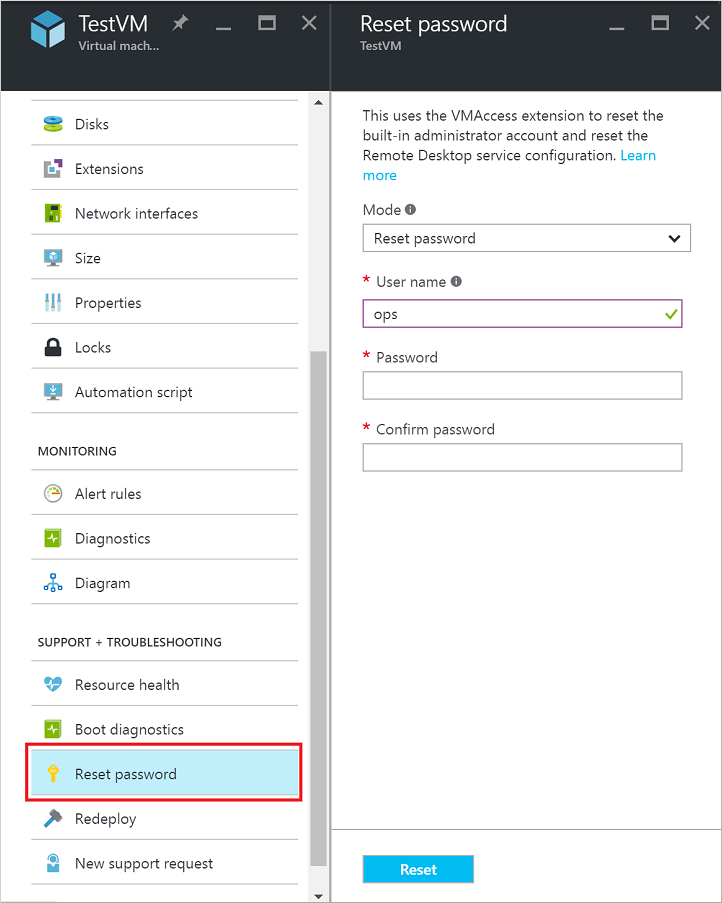 TestVM
Virtual mach...
Disks
Extensions
Network interfaces
Size
Properties
Locks
Automation script
MONITORING
Alert rules
Diagnostics
Diagram
SUPPORT + TROUBLESHOOTING
Resource health
Boot diagnostics
Reset password
Redeploy
New support request
Reset password
TestVM
This uses the VMAccess extension to reset the
built-in administrator account and reset the
Remote Desktop service configuration. Learn
more
Mode
Reset password
* User name
ops
* Password
* Confirm password
Reset